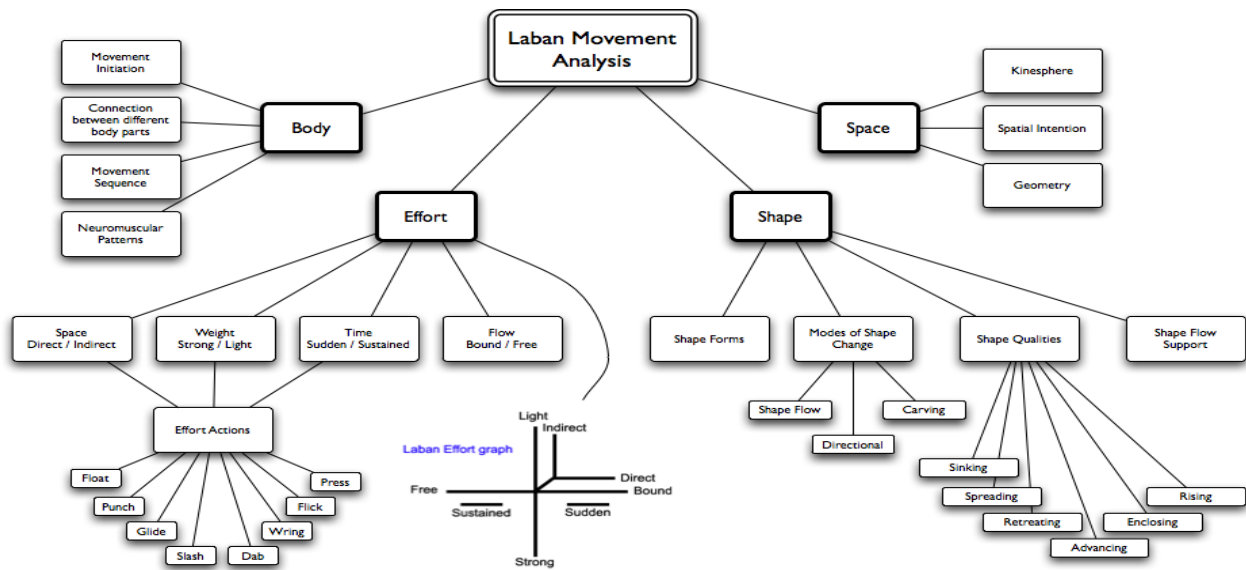 Laban Movement
Analysis
Movement
Initiation
Connection
between different
body parts
Movement
Sequence
Neuromuscular
Patterns
Body
Space
Kinesphere
Spatial Intention
Geometry
Effort
Shape
Space
Direct / Indirect
Weight
Strong / Light
Time
Sudden / Sustained
Flow
Bound / Free
Shape Forms
Modes of Shape
Change
Shape Qualities
Shape Flow
Support
Effort Actions
Float
Punch
Glide
Slash
Dab
Wring
Flick
Press
Laban Effort graph
Light
Indirect
Direct
Free
Bound
Sustained
Sudden
Strong
Shape Flow
Directional
Carving
Sinking
Spreading
Retreating
Advancing
Enclosing
Rising